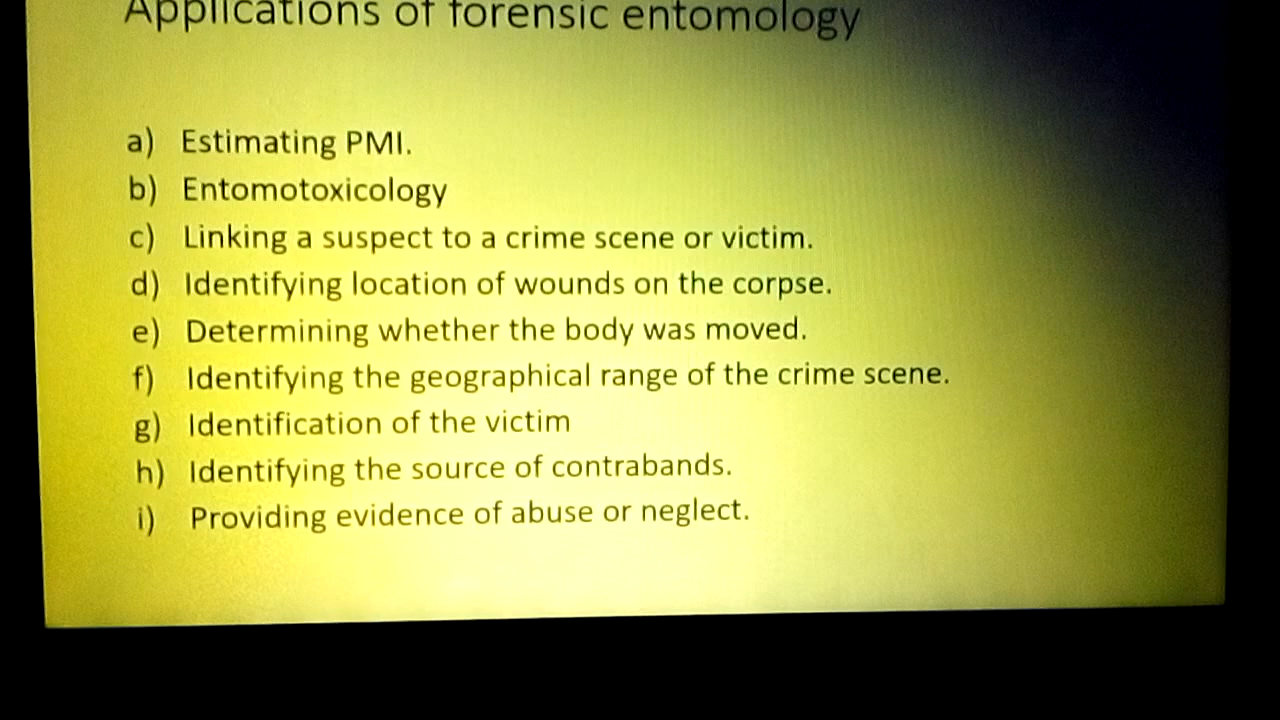 Applications of forensic entomology
a) Estimating PMI.
b) Entomotoxicology
c) Linking a suspect to a crime scene or victim.
d) Identifying location of wounds on the corpse.
e) Determining whether the body was moved.
f) Identifying the geographical range of the crime scene.
g) Identification of the victim
h) Identifying the source of contrabands.
i) Providing evidence of abuse or neglect.